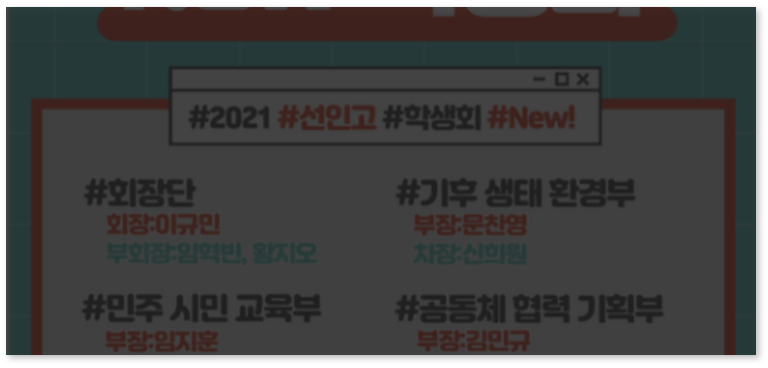 #2021 #선인고 #학생회 #New!
#회장단
회장:이규민
부회장:임혁빈, 황지오
#기후 생태 환경부
부장:문찬영
차장:신희원
#민주 시민 교육부
부장:임지훈
#공동체 협력 기획부
부장:김민규